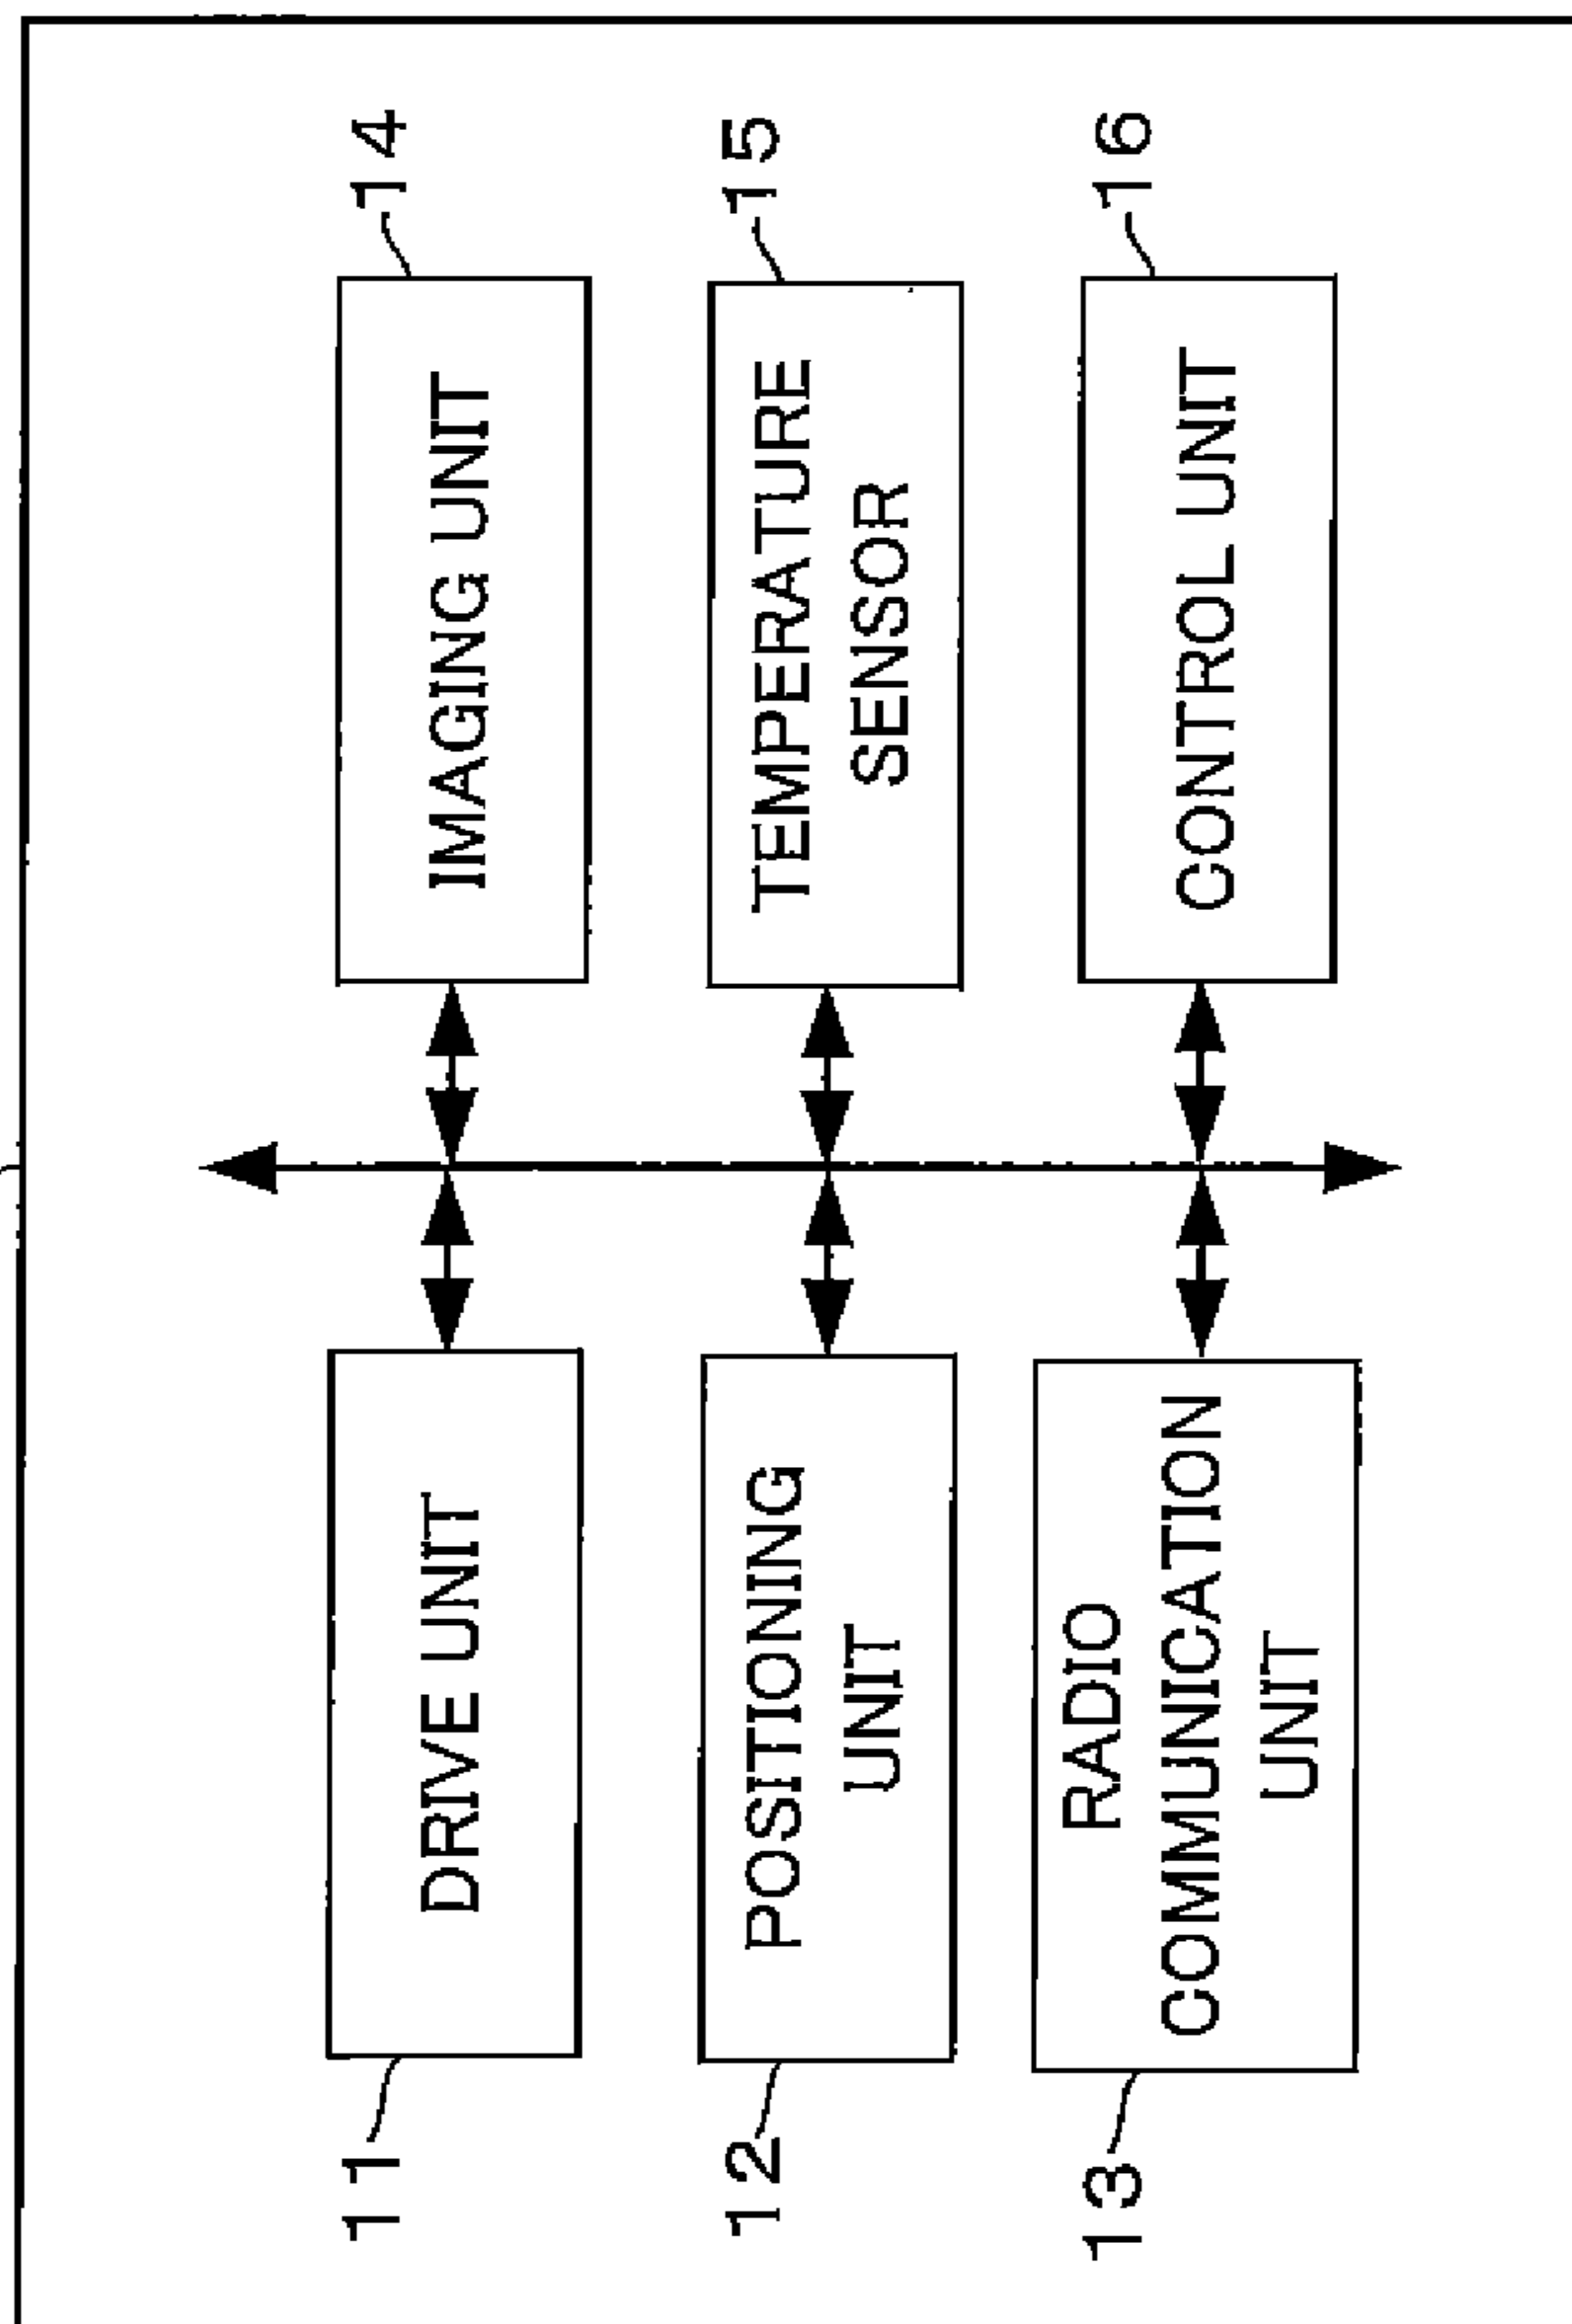 11
DRIVE UNIT
12
POSITIONING
UNIT
13
RADIO
COMMUNICATION
UNIT
14
IMAGING UNIT
15
TEMPERATURE
SENSOR
16
CONTROL UNIT